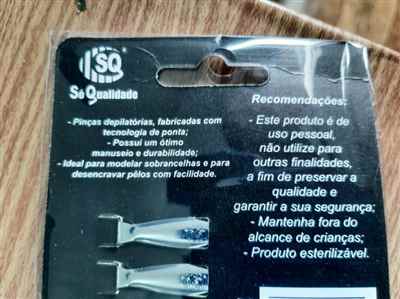 SQ
Só Qualidade
- Pinças depilatórias, fabricadas com
tecnologia de ponta;
- Possui um ótimo
manuseio e durabilidade;
- Ideal para modelar sobrancelhas e para
desencravar pêlos com facilidade.
Recomendações:
- Este produto é de
uso pessoal,
não utilize para
outras finalidades,
a fim de preservar a
qualidade e
garantir a sua segurança;
- Mantenha fora do
alcance de crianças;
- Produto esterilizável.